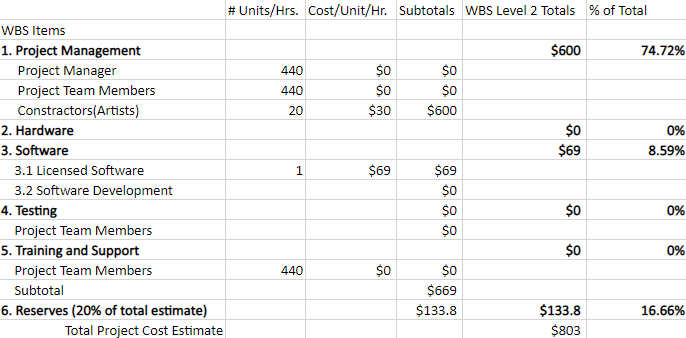 # Units/Hrs. Cost/Unit/Hr. Subtotals WBS Level 2 Totals % of Total
WBS Items
1. Project Management $600 74.72%
Project Manager 440 $0 $0
Project Team Members 440 $0 $0
Constractors(Artists) 20 $30 $600
2. Hardware $0 0%
3. Software $69 8.59%
3.1 Licensed Software 1 $69 $69
3.2 Software Development $0
4. Testing $0 $0 0%
Project Team Members $0
5. Training and Support $0 0%
Project Team Members 440 $0 $0
Subtotal $669
6. Reserves (20% of total estimate) $133.8 $133.8 16.66%
Total Project Cost Estimate $803